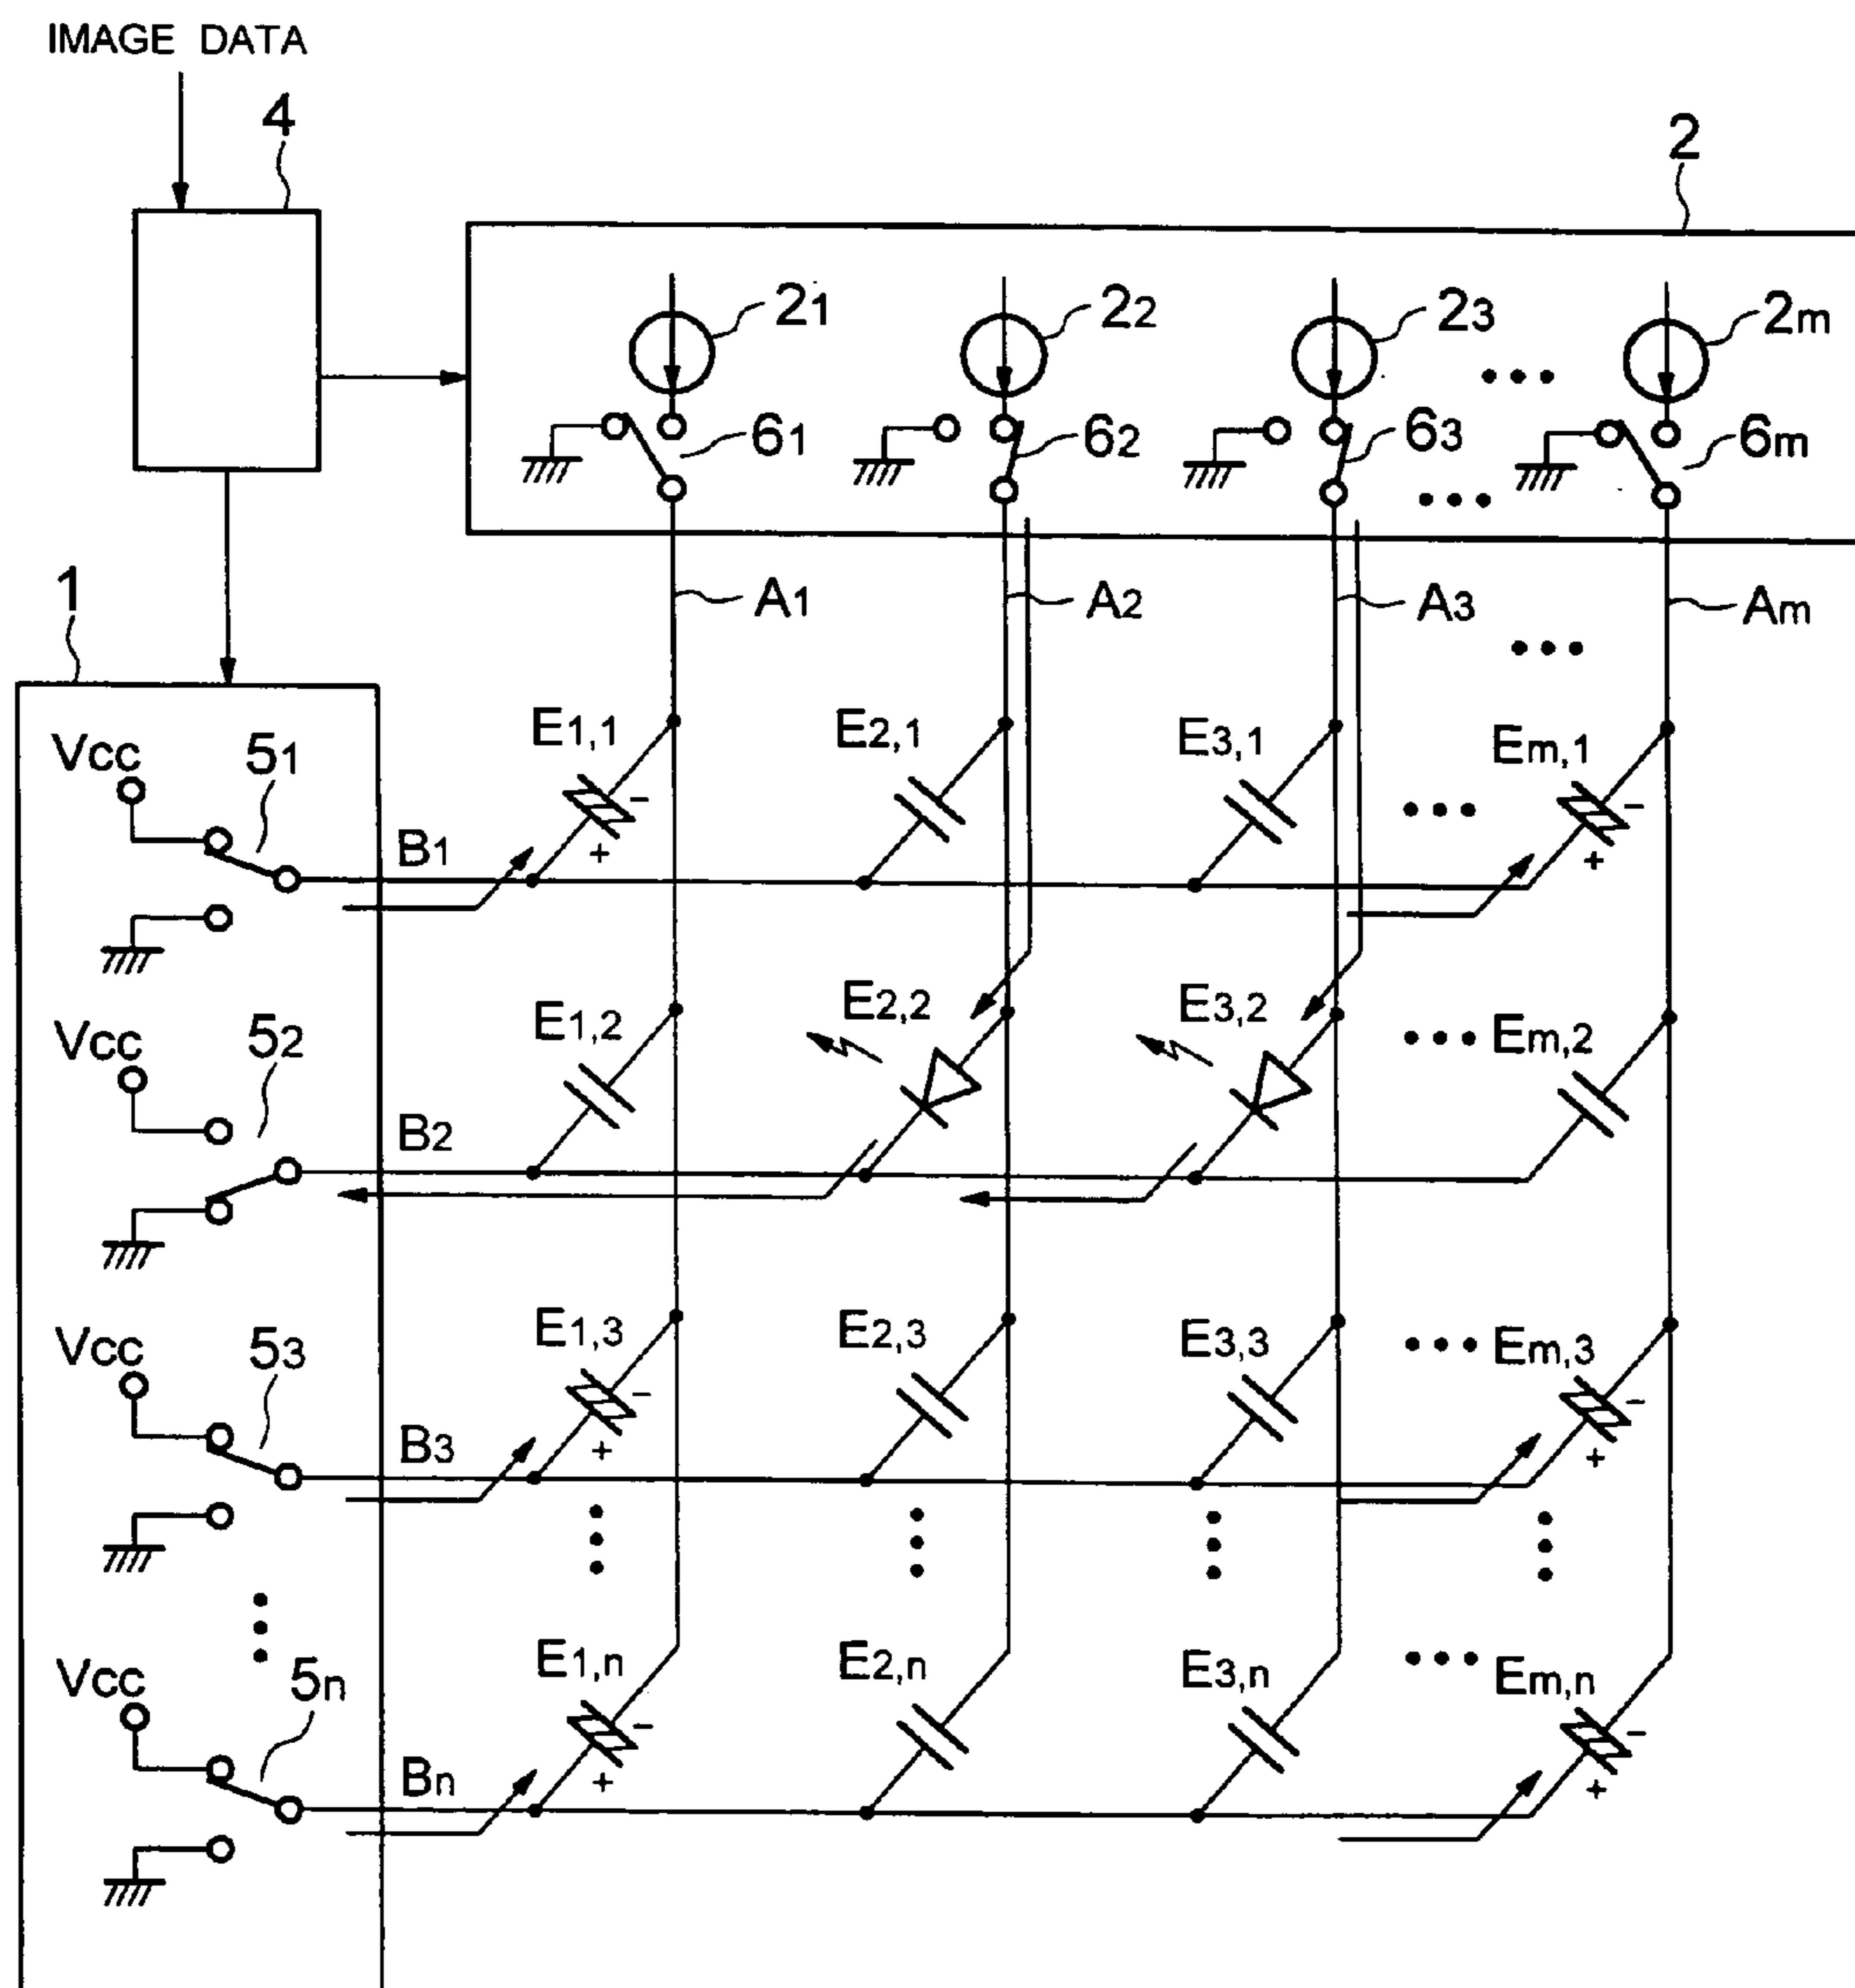 IMAGE DATA
4
2
21 22 23 2m
61 62 63 6m
1
A1 A2 A3 Am
E1,1 E2,1 E3,1 Em,1
Vcc 51
B1
-
+
-
+
E1,2 E2,2 E3,2 Em,2
Vcc 52
B2
E1,3 E2,3 E3,3 Em,3
Vcc 53
B3
-
+
-
+
E1,n E2,n E3,n Em,n
Vcc 5n
Bn
-
+
-
+